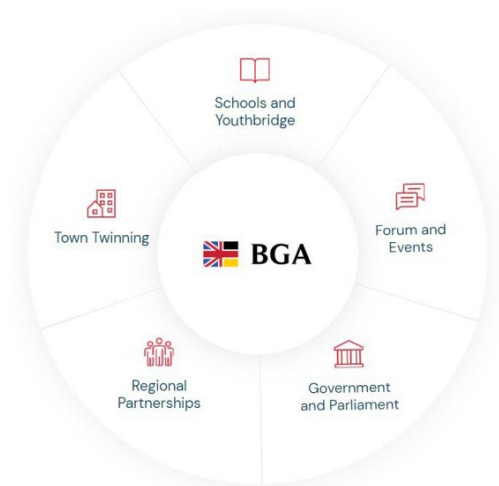 Schools and
Youthbridge
Town Twinning
Forum and
Events
BGA
Regional
Partnerships
Government
and Parliament